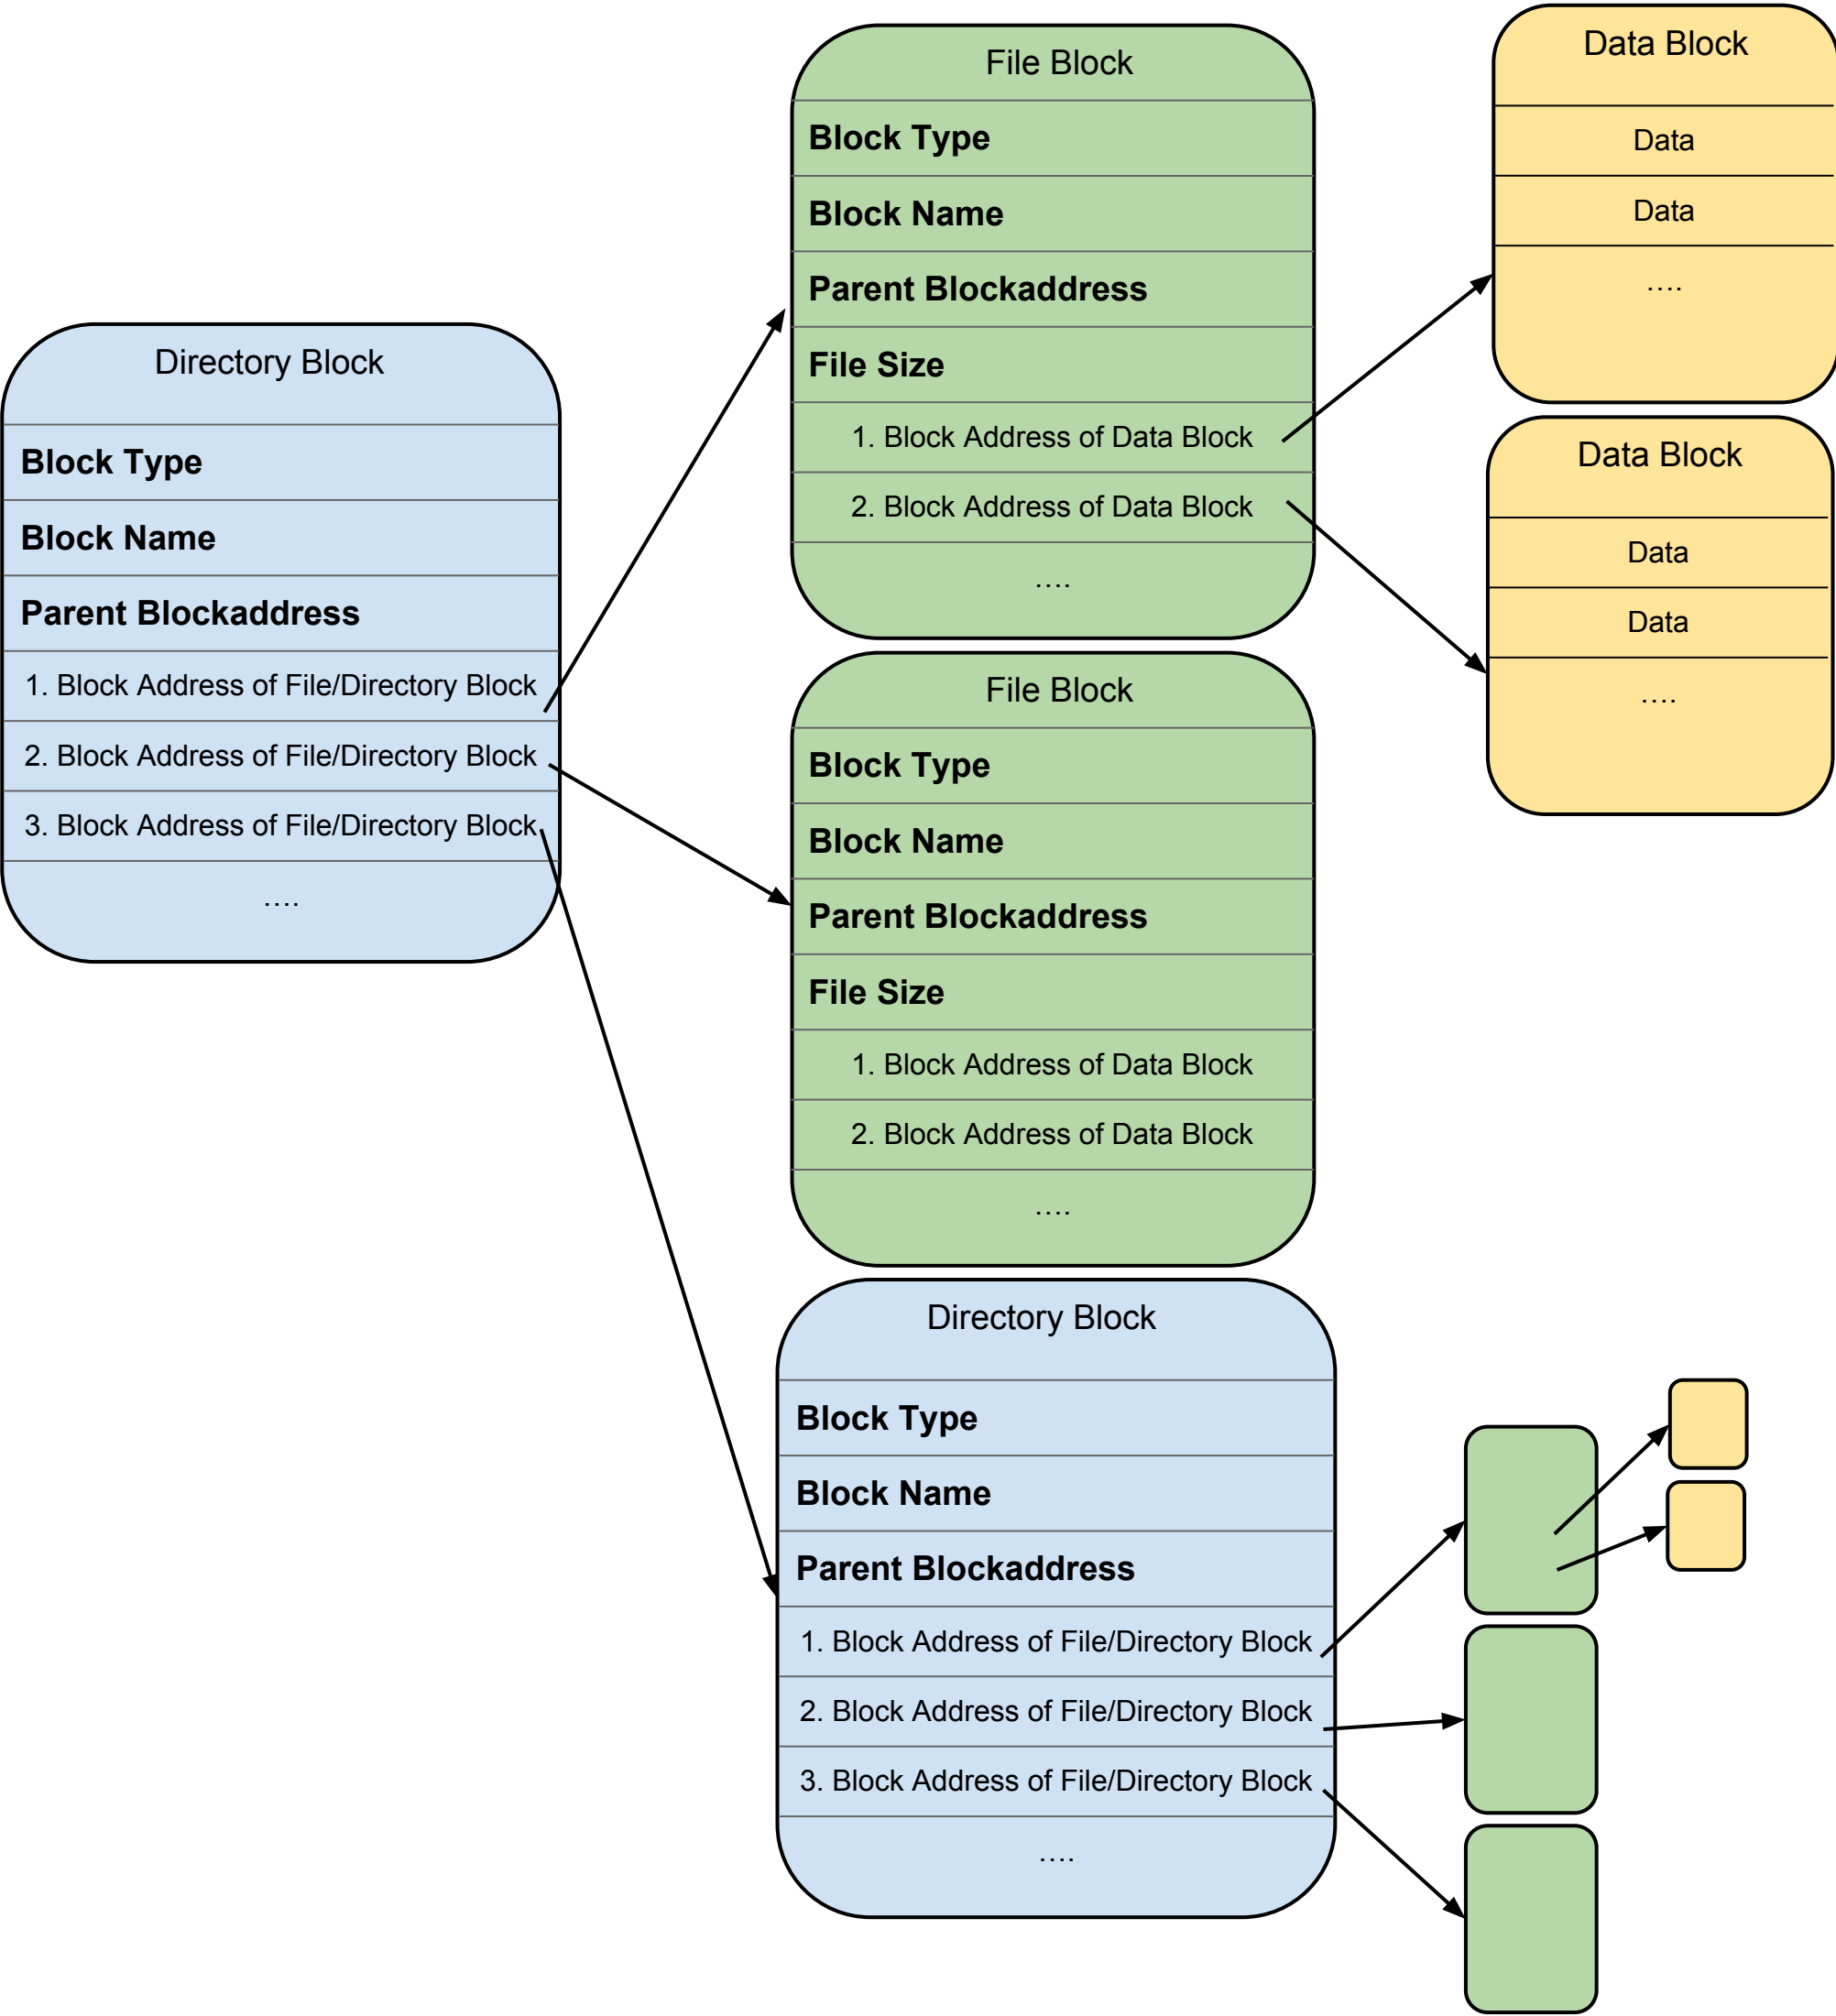 Directory Block
Block Type
Block Name
Parent Blockaddress
1. Block Address of File/Directory Block
2. Block Address of File/Directory Block
3. Block Address of File/Directory Block
....
File Block
Block Type
Block Name
Parent Blockaddress
File Size
1. Block Address of Data Block
2. Block Address of Data Block
....
Data Block
Data
Data
....
Data Block
Data
Data
....
File Block
Block Type
Block Name
Parent Blockaddress
File Size
1. Block Address of Data Block
2. Block Address of Data Block
....
Directory Block
Block Type
Block Name
Parent Blockaddress
1. Block Address of File/Directory Block
2. Block Address of File/Directory Block
3. Block Address of File/Directory Block
....